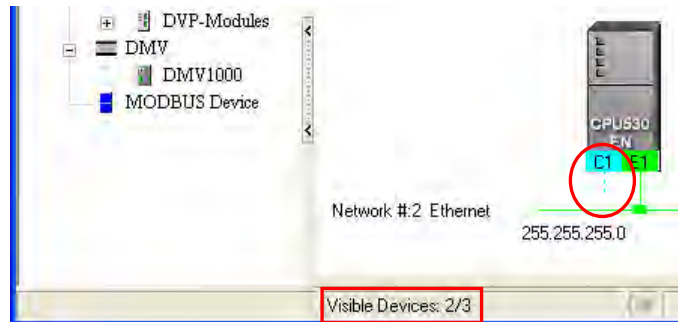 DVP-Modules
DMV
DMV1000
MODBUS Device
CPU530
EN
C1 E1
Network #:2 Ethernet
255.255.255.0
Visible Devices: 2/3